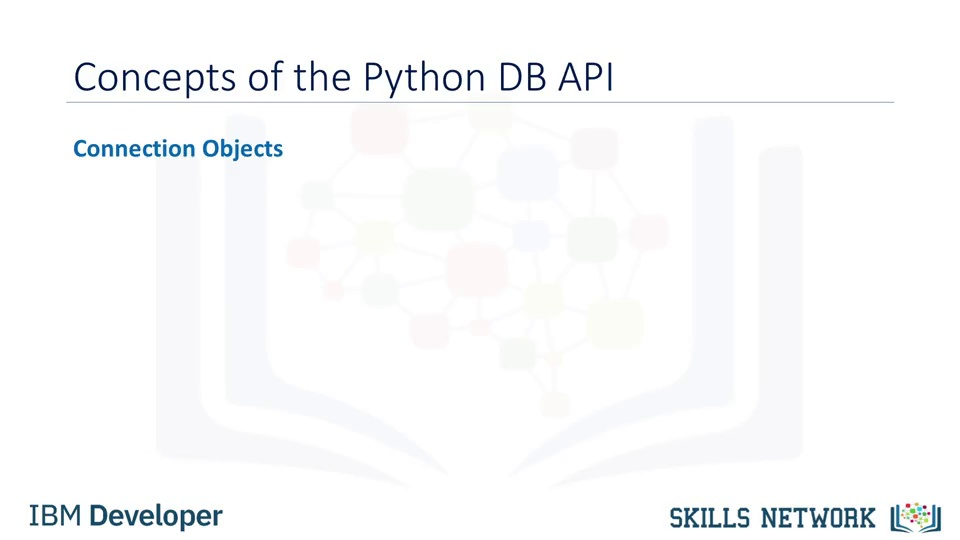 Concepts of the Python DB API
Connection Objects
IBM Developer
SKILLS NETWORK